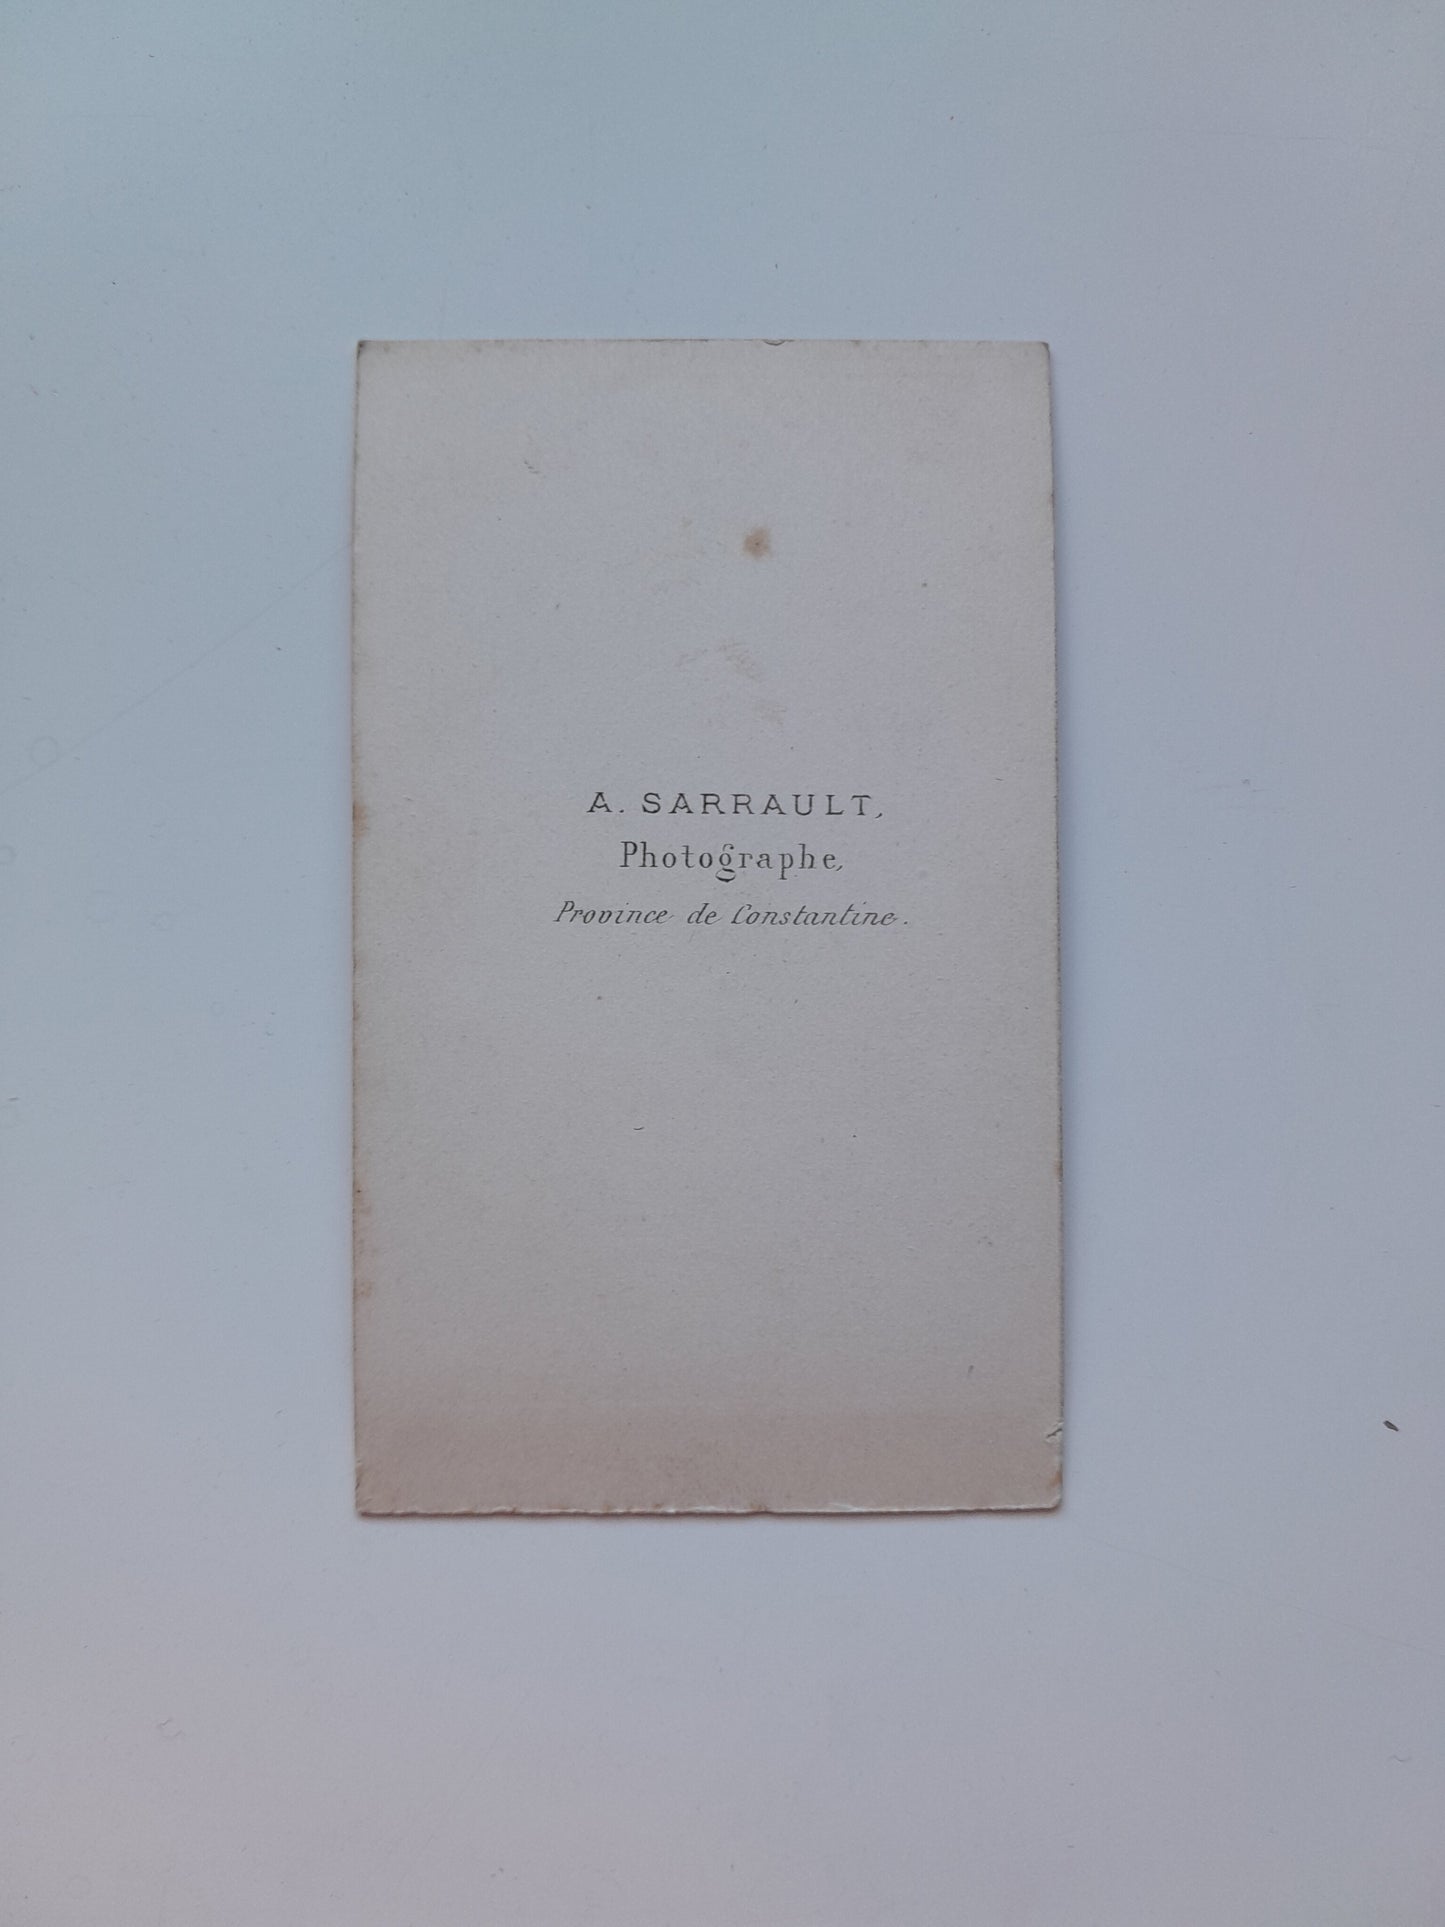 A. SARRAULT,
Photographe,
Province de Constantine.